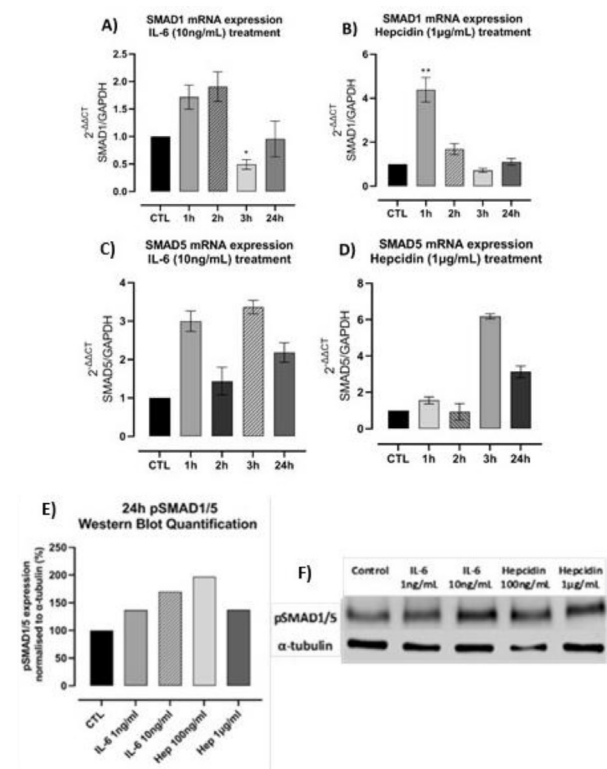 A)
SMAD1 mRNA expression
IL-6 (10ng/mL) treatment
2-ΔΔCT
SMAD1/GAPDH
2.5
2.0
1.5
1.0
0.5
0.0
*
CTL 1h 2h 3h 24h
B)
SMAD1 mRNA expression
Hepcidin (1µg/mL) treatment
2-ΔΔCT
SMAD1/GAPDH
6
4
2
0
**
CTL 1h 2h 3h 24h
C)
SMAD5 mRNA expression
IL-6 (10ng/mL) treatment
2-ΔΔCT
SMAD5/GAPDH
4
3
2
1
0
CTL 1h 2h 3h 24h
D)
SMAD5 mRNA expression
Hepcidin (1µg/mL) treatment
2-ΔΔCT
SMAD5/GAPDH
8
6
4
2
0
CTL 1h 2h 3h 24h
E)
24h pSMAD1/5
Western Blot Quantification
pSMAD1/5 expression
normalised to α-tubulin (%)
250
200
150
100
50
0
CTL
IL-6 1ng/ml
IL-6 10ng/ml
Hep 100ng/ml
Hep 1µg/ml
F)
Control IL-6 IL-6 Hepcidin Hepcidin
1ng/mL 10ng/mL 100ng/mL 1µg/mL
pSMAD1/5
α-tubulin